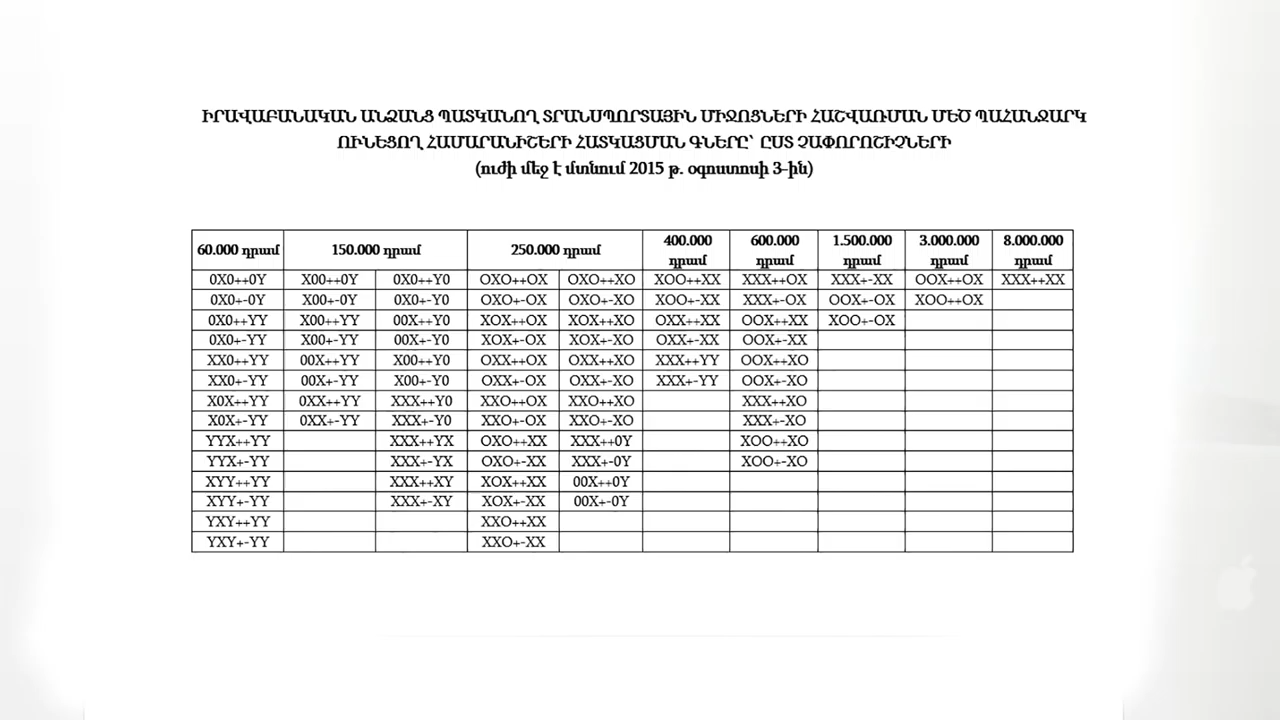 ԻՐԱՎԱԲԱՆԱԿԱՆ ԱՆՁԱՆՑ ՊԱՏԿԱՆՈՂ ՏՐԱՆՍՊՈՐՏԱՅԻՆ ՄԻՋՈՑՆԵՐԻ ՀԱՇՎԱՌՄԱՆ ՄԵԾ ՊԱՀԱՆՋԱՐԿ
ՈՒՆԵՑՈՂ ՀԱՄԱՐԱՆԻՇԵՐԻ ՀԱՏԿԱՑՄԱՆ ԳՆԵՐԸ՝ ԸՍՏ ՉԱՓՈՐՈՇԻՉՆԵՐԻ
(ուժի մեջ է մտնում 2015 թ. օգոստոսի 3-ին)
60.000 դրամ 150.000 դրամ 250.000 դրամ 400.000 դրամ 600.000 դրամ 1.500.000 դրամ 3.000.000 դրամ 8.000.000 դրամ
0X0++0Y X00++0Y 0X0++Y0 OXO++OX OXO++XO XOO++XX XXX++OX XXX+-XX OOX++OX XXX++XX
0X0+-0Y X00+-0Y 0X0+-Y0 OXO+-OX OXO+-XO XOO+-XX XXX+-OX OOX+-OX XOO++OX
0X0++YY X00++YY 00X++Y0 XOX++OX XOX++XO OXX++XX OOX++XX XOO+-OX
0X0+-YY X00+-YY 00X+-Y0 XOX+-OX XOX+-XO OXX+-XX OOX+-XX
XX0++YY 00X++YY X00++Y0 OXX++OX OXX++XO XXX++YY OOX++XO
XX0+-YY 00X+-YY X00+-Y0 OXX+-OX OXX+-XO XXX+-YY OOX+-XO
X0X++YY 0XX++YY XXX++Y0 XXO++OX XXO++XO XXX++XO
X0X+-YY 0XX+-YY XXX+-Y0 XXO+-OX XXO+-XO XXX+-XO
YYX++YY XXX++YX OXO++XX XXX++0Y XOO++XO
YYX+-YY XXX+-YX OXO+-XX XXX+-0Y XOO+-XO
XYY++YY XXX++XY XOX++XX 00X++0Y
XYY+-YY XXX+-XY XOX+-XX 00X+-0Y
YXY++YY XXO++XX
YXY+-YY XXO+-XX